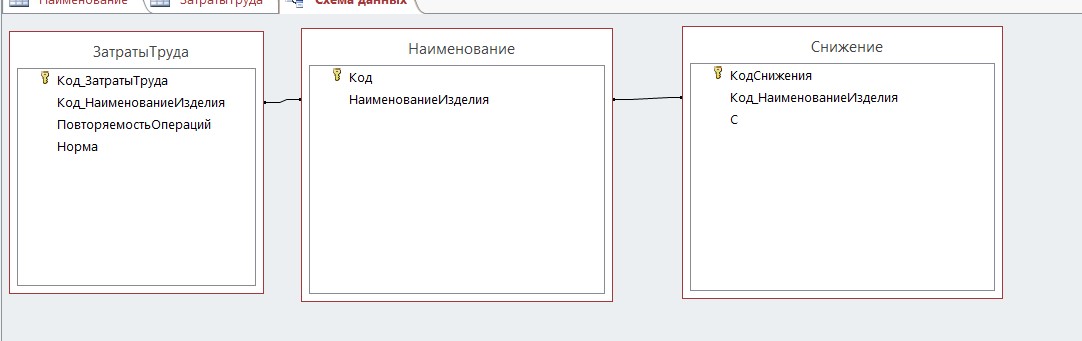 Наименование
ЗатратыТруда
Схема данных
ЗатратыТруда
Код_ЗатратыТруда
Код_НаименованиеИзделия
ПовторяемостьОпераций
Норма
Наименование
Код
НаименованиеИзделия
Снижение
КодСнижения
Код_НаименованиеИзделия
С